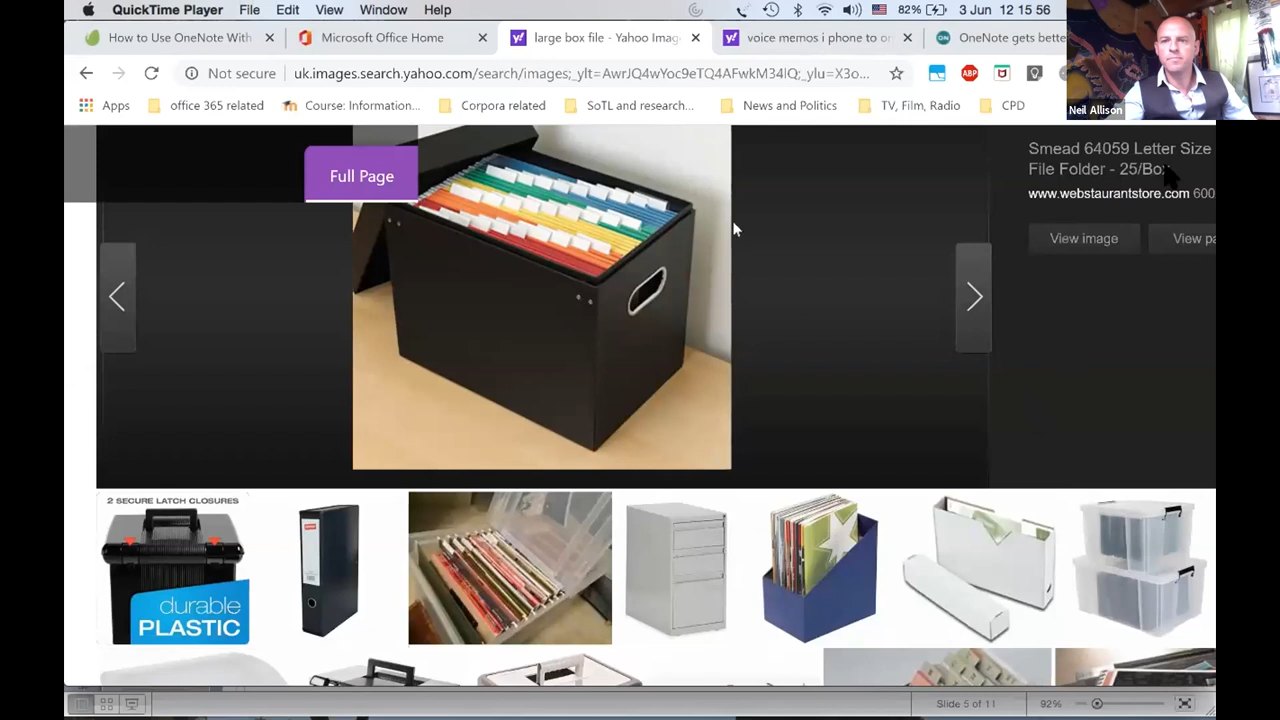 QuickTime Player File Edit View Window Help 82% 3 Jun 12 15 56
How to Use OneNote With
Microsoft Office Home
large box file - Yahoo Imag
voice memos i phone to on
OneNote gets bette
Not secure uk.images.search.yahoo.com/search/images;_ylt=AwrJQ4wYoc9eTQ4AFwkM34lQ;_ylu=X3o... ABP
Apps office 365 related Course: Information... Corpora related SoTL and research... News and Politics TV, Film, Radio CPD
Neil Allison
Full Page
Smead 64059 Letter Size
File Folder - 25/Box
www.webstaurantstore.com 600
View image View pa
2 SECURE LATCH CLOSURES
durable
PLASTIC
Slide 5 of 11 92%